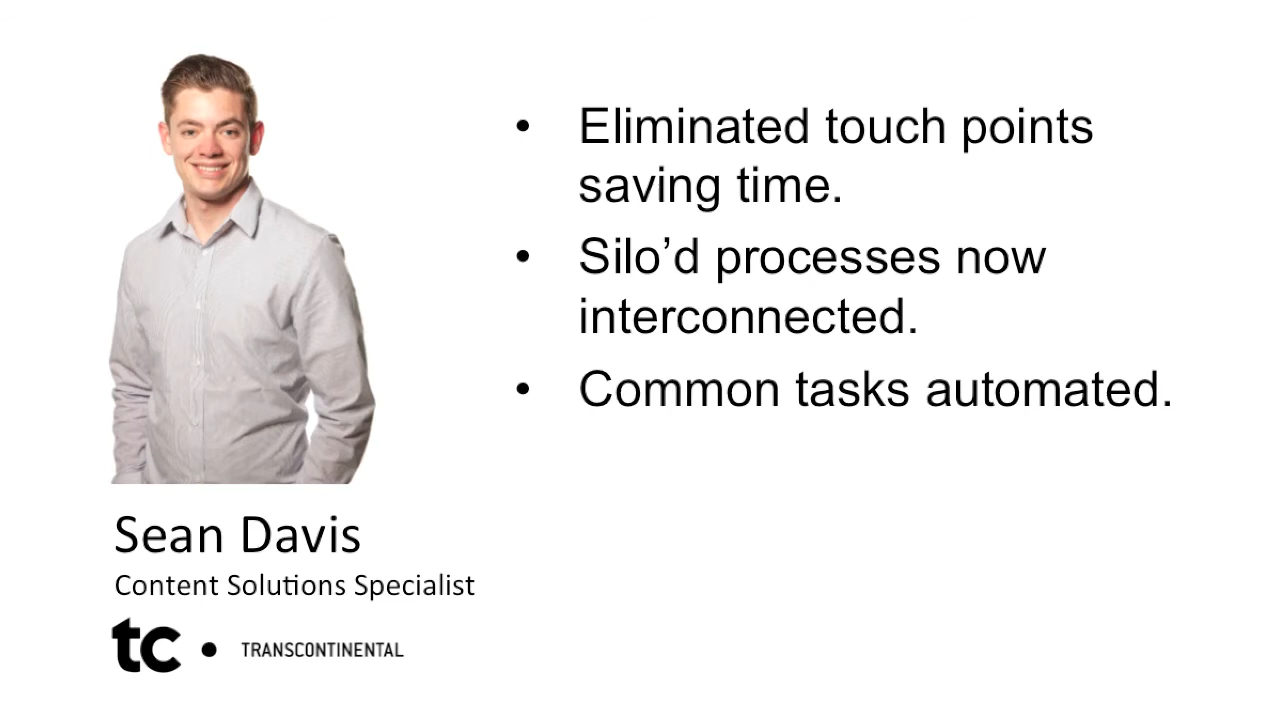 • Eliminated touch points
saving time.
• Silo’d processes now
interconnected.
• Common tasks automated.
Sean Davis
Content Solutions Specialist
tc • TRANSCONTINENTAL